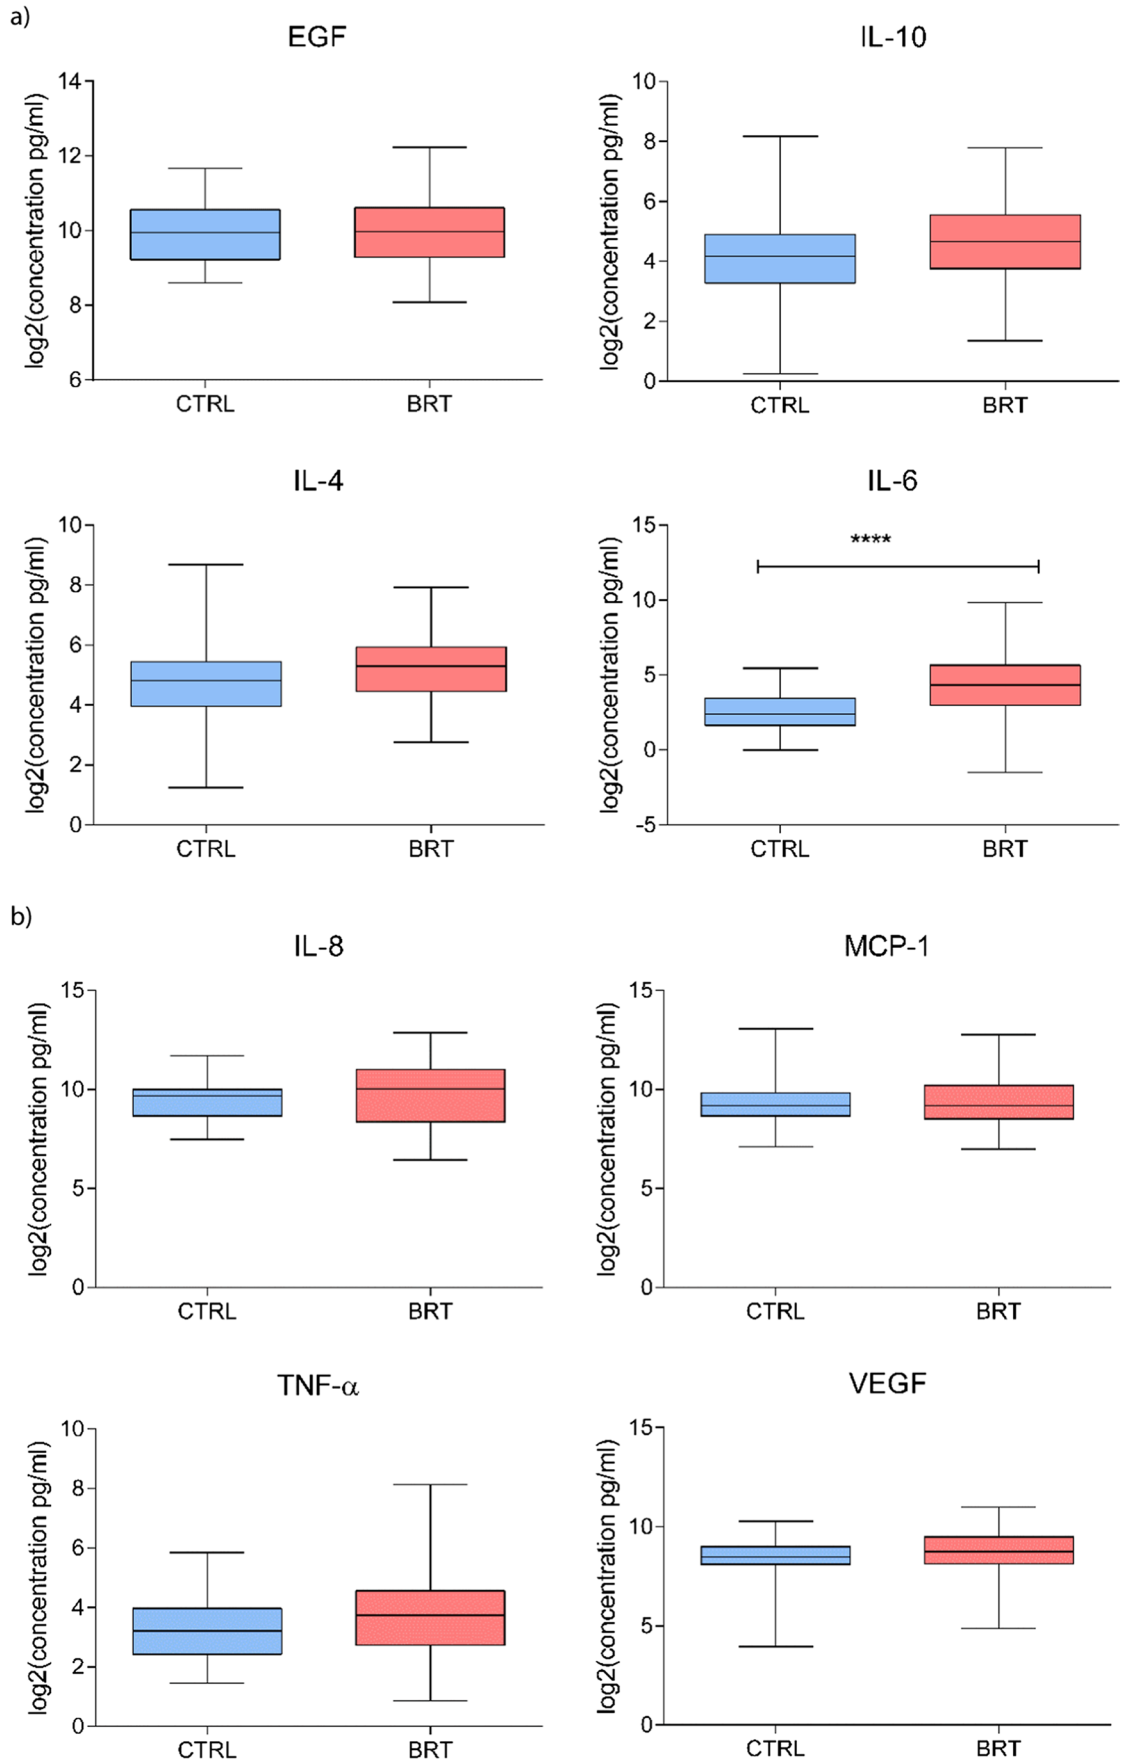 a)
EGF
log2(concentration pg/ml)
14
12
10
8
6
CTRL
BRT
IL-10
log2(concentration pg/ml)
10
8
6
4
2
0
CTRL
BRT
IL-4
log2(concentration pg/ml)
10
8
6
4
2
0
CTRL
BRT
IL-6
log2(concentration pg/ml)
15
10
5
0
-5
****
CTRL
BRT
b)
IL-8
log2(concentration pg/ml)
15
10
5
0
CTRL
BRT
MCP-1
log2(concentration pg/ml)
15
10
5
0
CTRL
BRT
TNF-α
log2(concentration pg/ml)
10
8
6
4
2
0
CTRL
BRT
VEGF
log2(concentration pg/ml)
15
10
5
0
CTRL
BRT